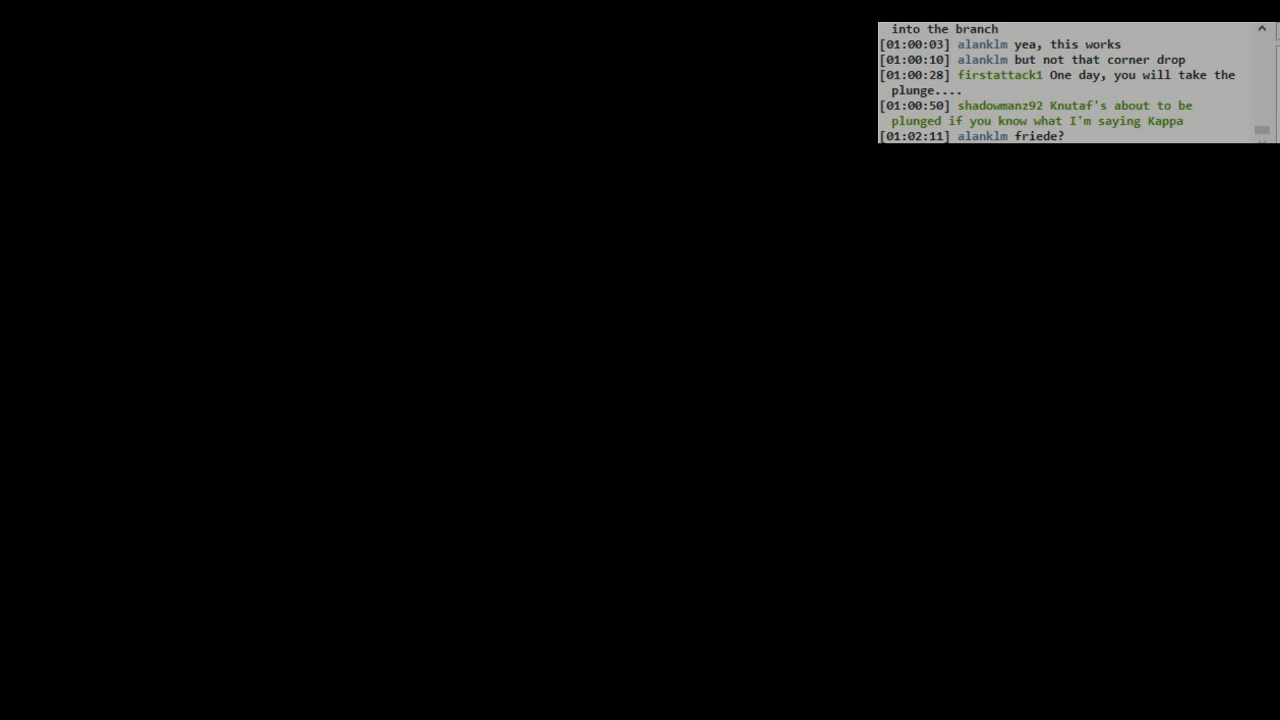 into the branch
[01:00:03] alanklm yea, this works
[01:00:10] alanklm but not that corner drop
[01:00:28] firstattack1 One day, you will take the
plunge....
[01:00:50] shadowmanz92 Knutaf's about to be
plunged if you know what I'm saying Kappa
[01:02:11] alanklm friede?